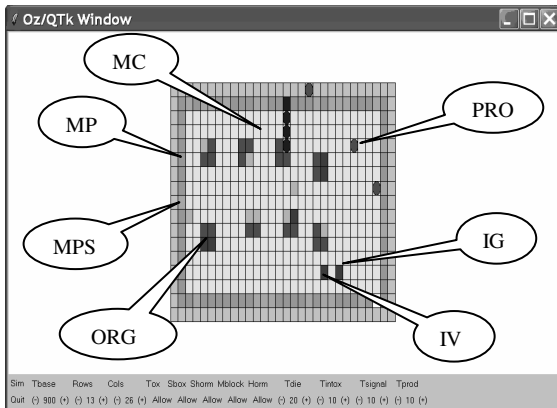 Oz/QTk Window
MC
MP
PRO
MPS
IG
ORG
IV
Sim Tbase Rows Cols Tox Sbox Shorm Mblock Horm Tdie Tintox Tsignal Tprod
Quit (-) 900 (+) (-) 13 (+) (-) 26 (+) Allow Allow Allow Allow Allow (-) 20 (+) (-) 10 (+) (-) 10 (+) (-) 10 (+)